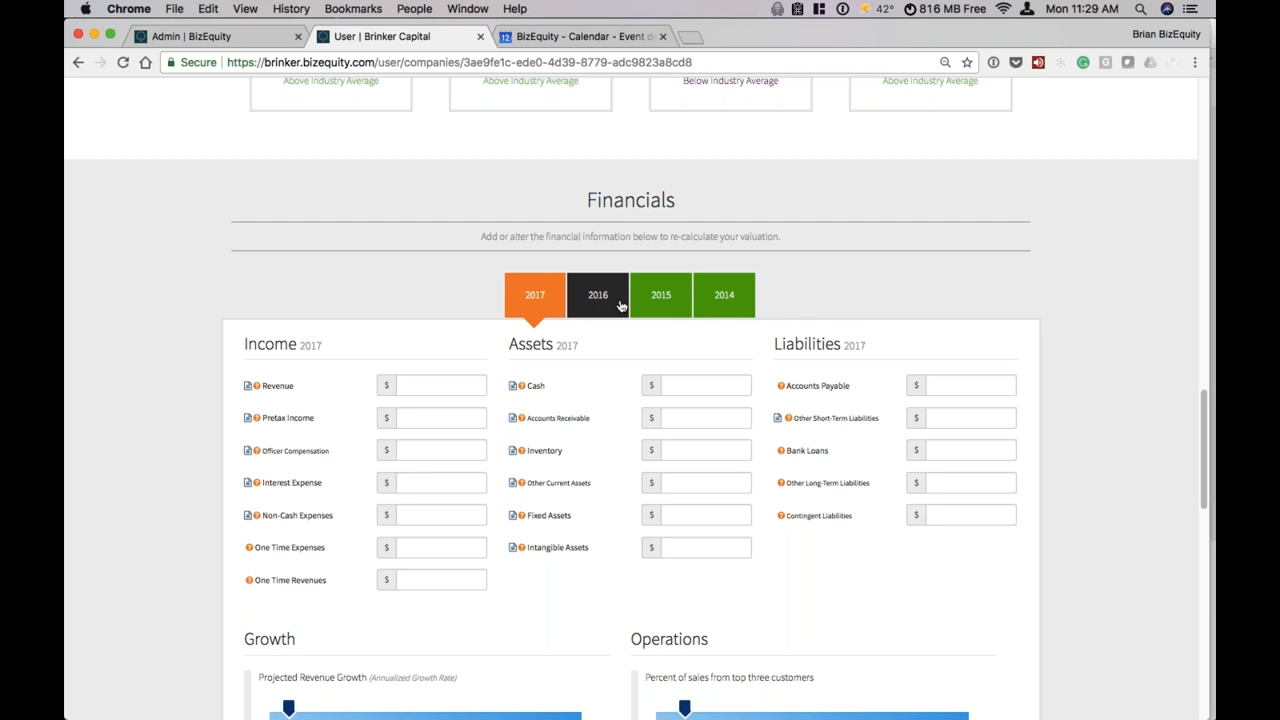 Chrome File Edit View History Bookmarks People Window Help 42° 816 MB Free Mon 11:29 AM
Admin | BizEquity User | Brinker Capital 12 BizEquity - Calendar - Event d Brian BizEquity
Secure https://brinker.bizequity.com/user/companies/3ae9fe1c-ede0-4d39-8779-adc9823a8cd8
Above Industry Average Above Industry Average Below Industry Average Above Industry Average
Financials
Add or alter the financial information below to re-calculate your valuation.
2017 2016 2015 2014
Income 2017 Assets 2017 Liabilities 2017
? Revenue $ ? Cash $ ? Accounts Payable $
? Pretax Income $ ? Accounts Receivable $ ? Other Short-Term Liabilities $
? Officer Compensation $ ? Inventory $ ? Bank Loans $
? Interest Expense $ ? Other Current Assets $ ? Other Long-Term Liabilities $
? Non-Cash Expenses $ ? Fixed Assets $ ? Contingent Liabilities $
? One Time Expenses $ ? Intangible Assets $
? One Time Revenues $
Growth Operations
Projected Revenue Growth (Annualized Growth Rate) Percent of sales from top three customers